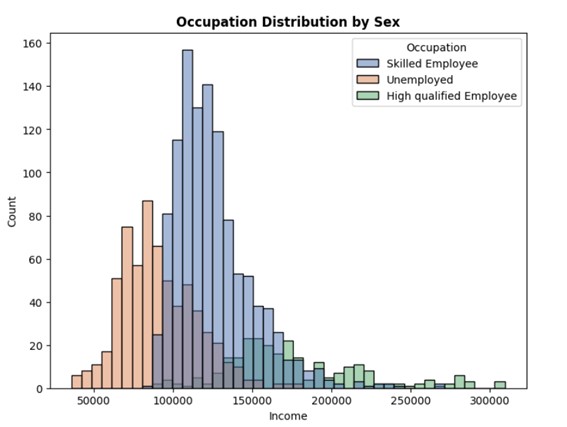 Occupation Distribution by Sex
Occupation
Skilled Employee
Unemployed
High qualified Employee
160
140
120
100
80
60
40
20
0
Count
50000 100000 150000 200000 250000 300000
Income